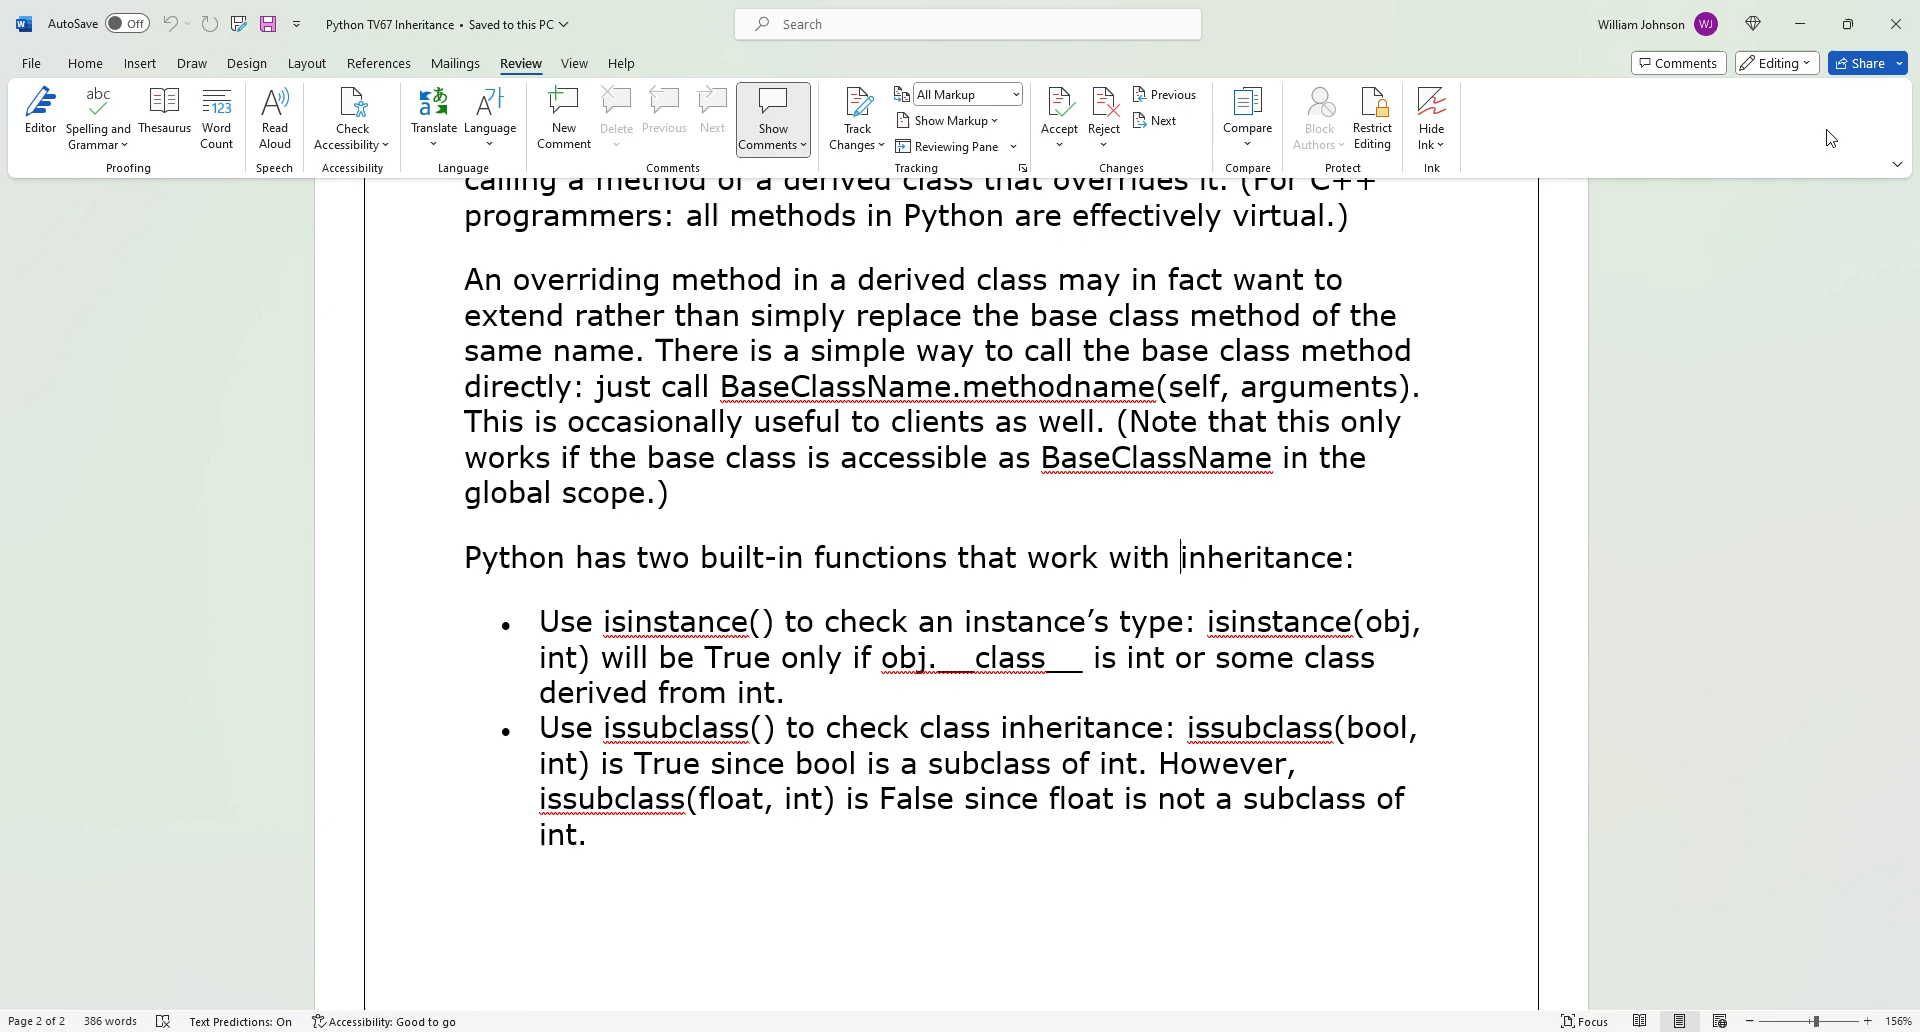 AutoSave Off
Python TV67 Inheritance • Saved to this PC
Search
William Johnson WJ
File Home Insert Draw Design Layout References Mailings Review View Help
Comments Editing Share
Editor
Spelling and Grammar
Thesaurus
Word Count
Proofing
Read Aloud
Speech
Check Accessibility
Accessibility
Translate
Language
Language
New Comment
Delete
Previous
Next
Show Comments
Comments
Track Changes
All Markup
Show Markup
Reviewing Pane
Tracking
Accept
Reject
Previous
Next
Changes
Compare
Compare
Block Authors
Restrict Editing
Protect
Hide Ink
Ink
calling a method of a derived class that overrides it. (For C++
programmers: all methods in Python are effectively virtual.)
An overriding method in a derived class may in fact want to
extend rather than simply replace the base class method of the
same name. There is a simple way to call the base class method
directly: just call BaseClassName.methodname(self, arguments).
This is occasionally useful to clients as well. (Note that this only
works if the base class is accessible as BaseClassName in the
global scope.)
Python has two built-in functions that work with inheritance:
• Use isinstance() to check an instance’s type: isinstance(obj,
int) will be True only if obj.__class__ is int or some class
derived from int.
• Use issubclass() to check class inheritance: issubclass(bool,
int) is True since bool is a subclass of int. However,
issubclass(float, int) is False since float is not a subclass of
int.
Page 2 of 2 386 words Text Predictions: On Accessibility: Good to go Focus 156%